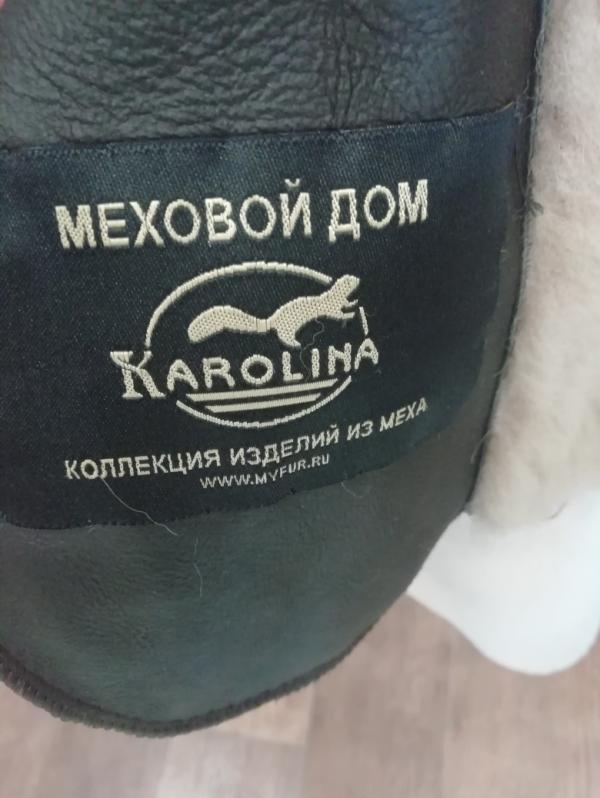 МЕХОВОЙ ДОМ
KAROLINA
КОЛЛЕКЦИЯ ИЗДЕЛИЙ ИЗ МЕХА
WWW.MYFUR.RU